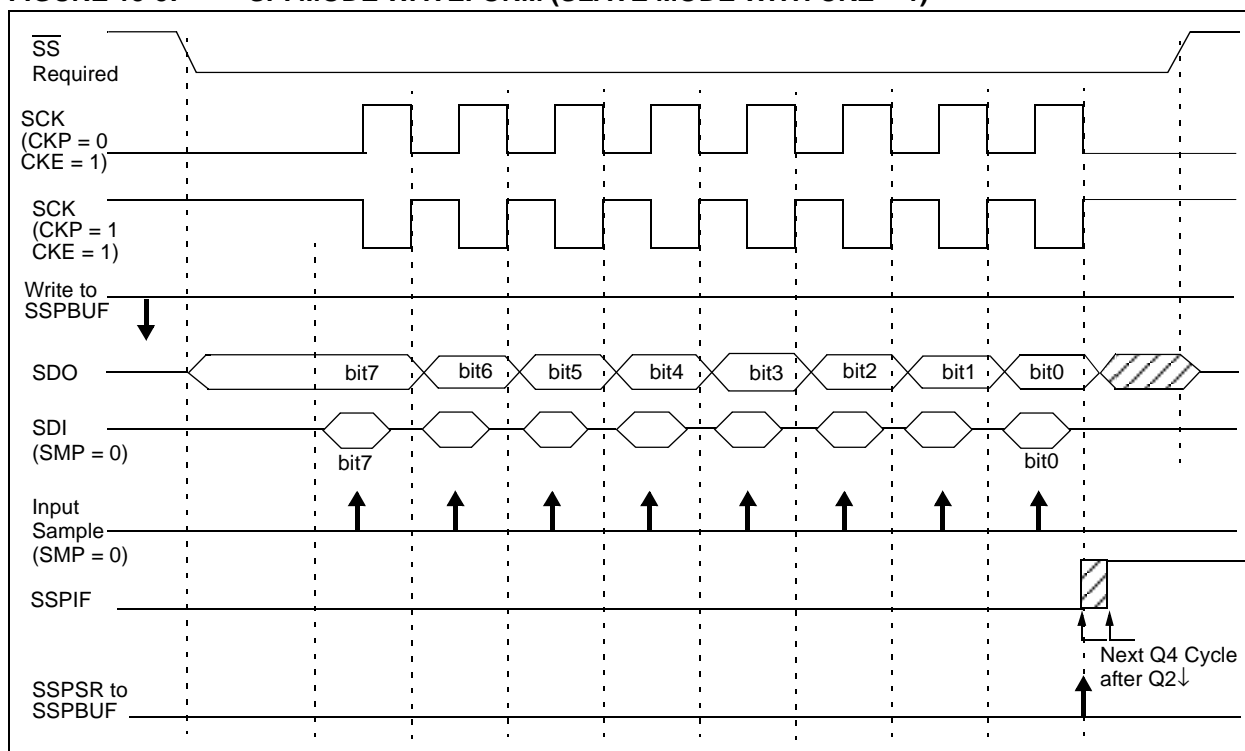 SS
Required
SCK
(CKP = 0
CKE = 1)
SCK
(CKP = 1
CKE = 1)
Write to
SSPBUF
SDO
bit7 bit6 bit5 bit4 bit3 bit2 bit1 bit0
SDI
(SMP = 0)
bit7 bit0
Input
Sample
(SMP = 0)
SSPIF
Next Q4 Cycle
after Q2↓
SSPSR to
SSPBUF